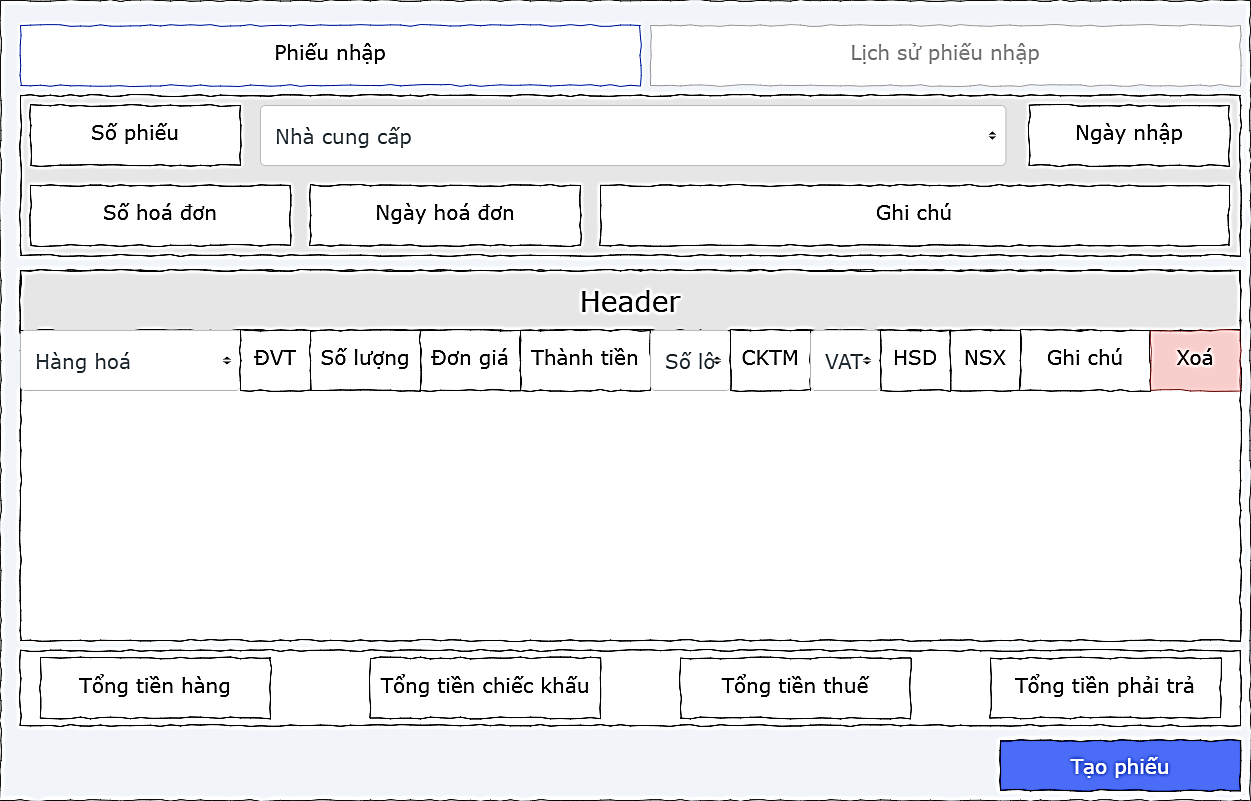 Phiếu nhập Lịch sử phiếu nhập
Số phiếu Nhà cung cấp Ngày nhập
Số hoá đơn Ngày hoá đơn Ghi chú
Header
Hàng hoá ĐVT Số lượng Đơn giá Thành tiền Số lô CKTM VAT HSD NSX Ghi chú Xoá
Tổng tiền hàng Tổng tiền chiếc khấu Tổng tiền thuế Tổng tiền phải trả
Tạo phiếu